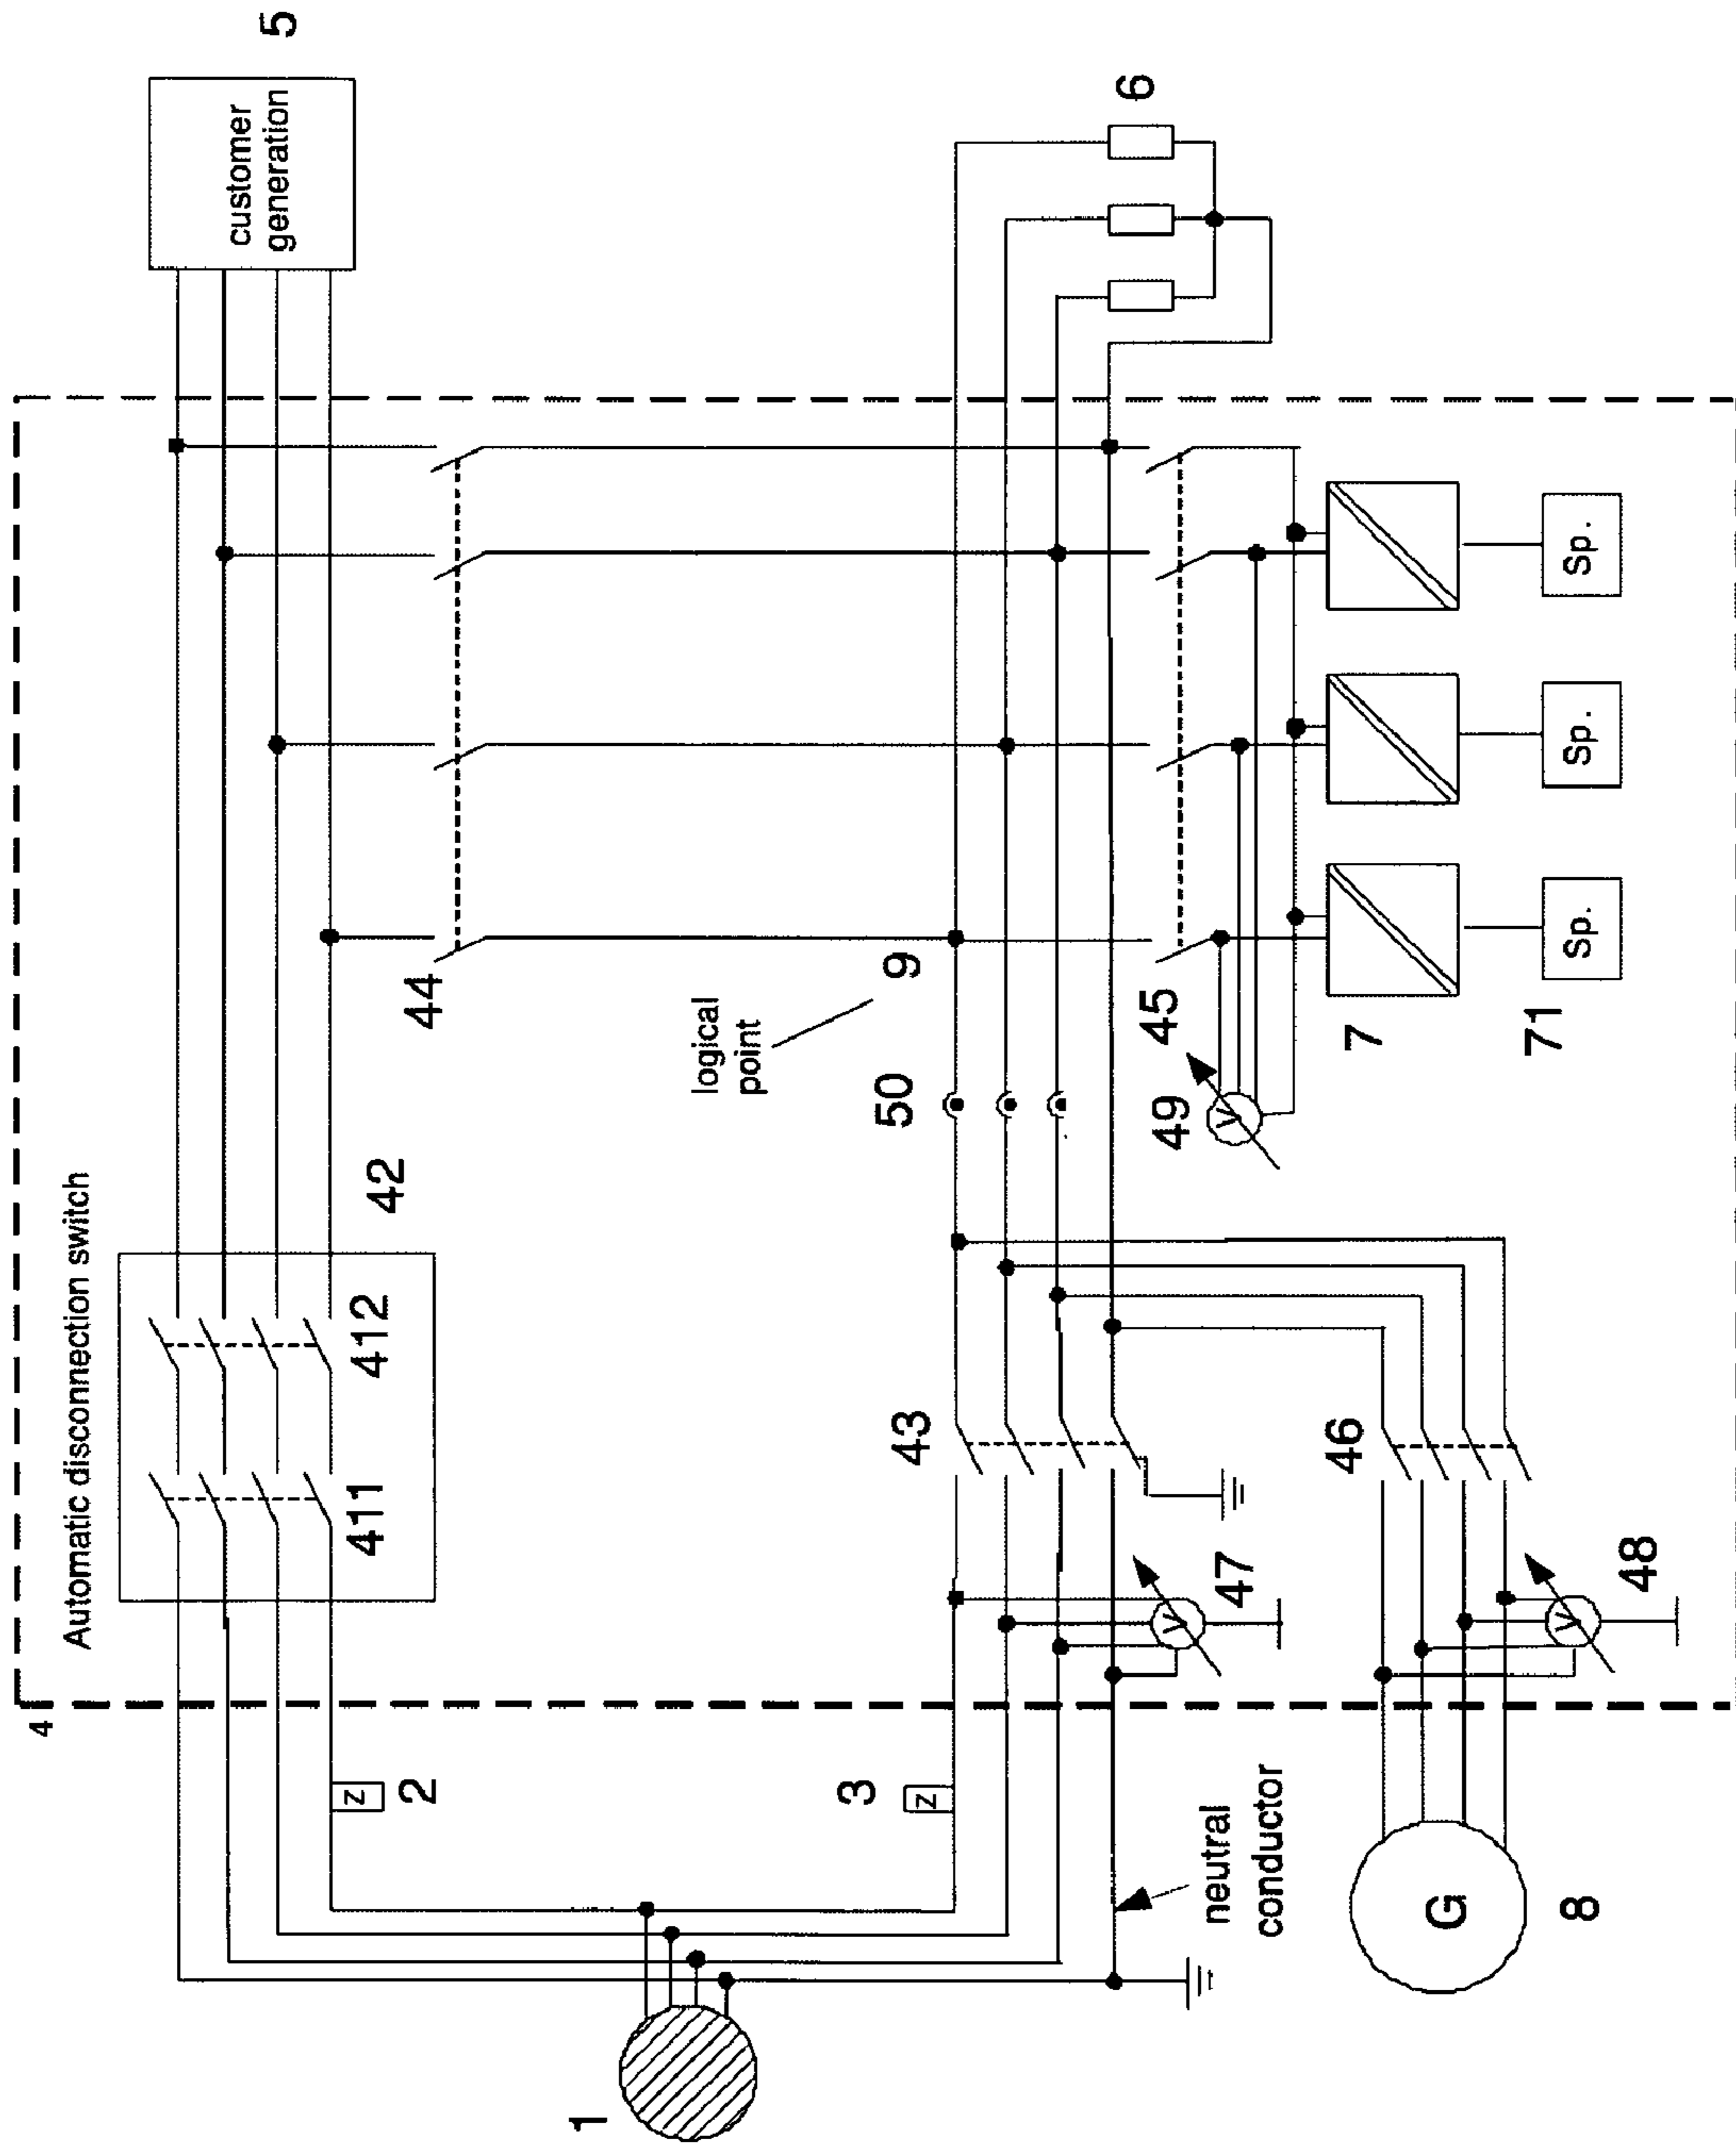 5
customer
generation
6
4
Automatic disconnection switch
42
411
412
44
logical
point
9
50
43
45
49
7
71
Sp.
Sp.
Sp.
V
46
47
V
48
V
Z
2
3
Z
neutral
conductor
G
8
1